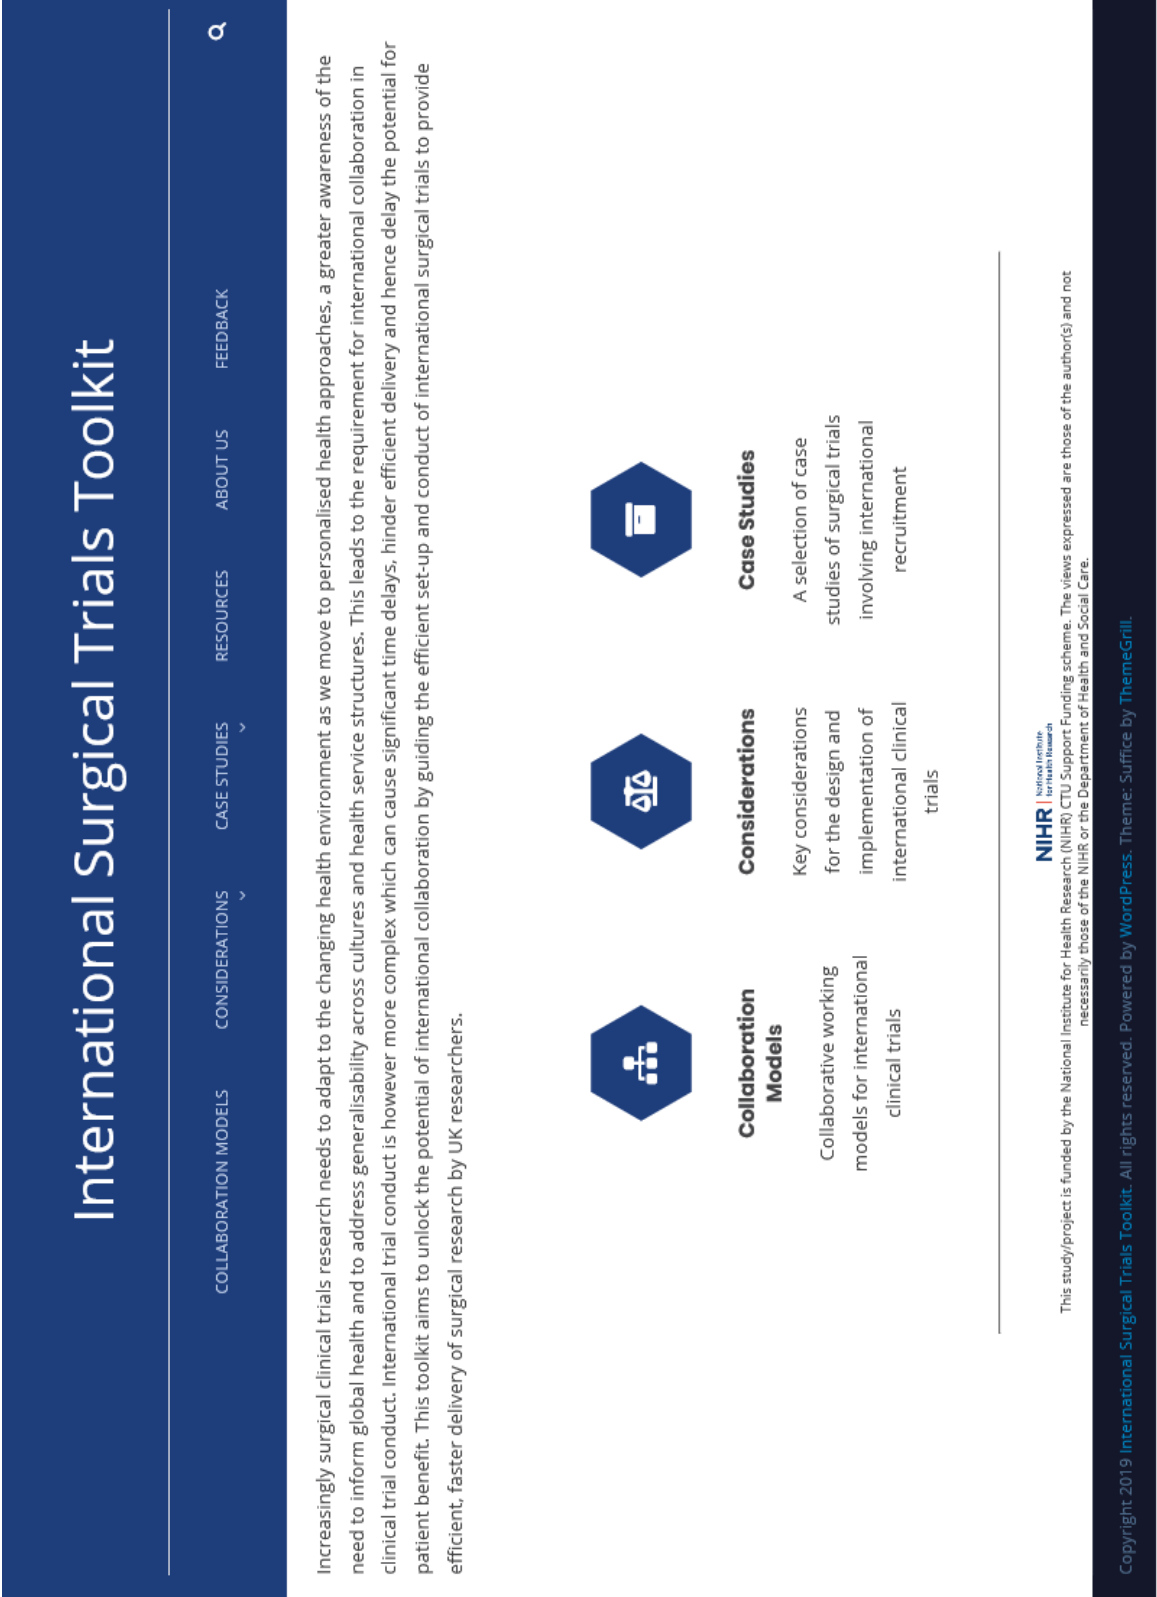 International Surgical Trials Toolkit
COLLABORATION MODELS
CONSIDERATIONS
CASE STUDIES
RESOURCES
ABOUT US
FEEDBACK
Increasingly surgical clinical trials research needs to adapt to the changing health environment as we move to personalised health approaches, a greater awareness of the
need to inform global health and to address generalisability across cultures and health service structures. This leads to the requirement for international collaboration in
clinical trial conduct. International trial conduct is however more complex which can cause significant time delays, hinder efficient delivery and hence delay the potential for
patient benefit. This toolkit aims to unlock the potential of international collaboration by guiding the efficient set-up and conduct of international surgical trials to provide
efficient, faster delivery of surgical research by UK researchers.
Collaboration
Models
Collaborative working
models for international
clinical trials
Considerations
Key considerations
for the design and
implementation of
international clinical
trials
Case Studies
A selection of case
studies of surgical trials
involving international
recruitment
NIHR
National Institute
for Health Research
This study/project is funded by the National Institute for Health Research (NIHR) CTU Support Funding scheme. The views expressed are those of the author(s) and not
necessarily those of the NIHR or the Department of Health and Social Care.
Copyright 2019 International Surgical Trials Toolkit. All rights reserved. Powered by WordPress. Theme: Suffice by ThemeGrill.